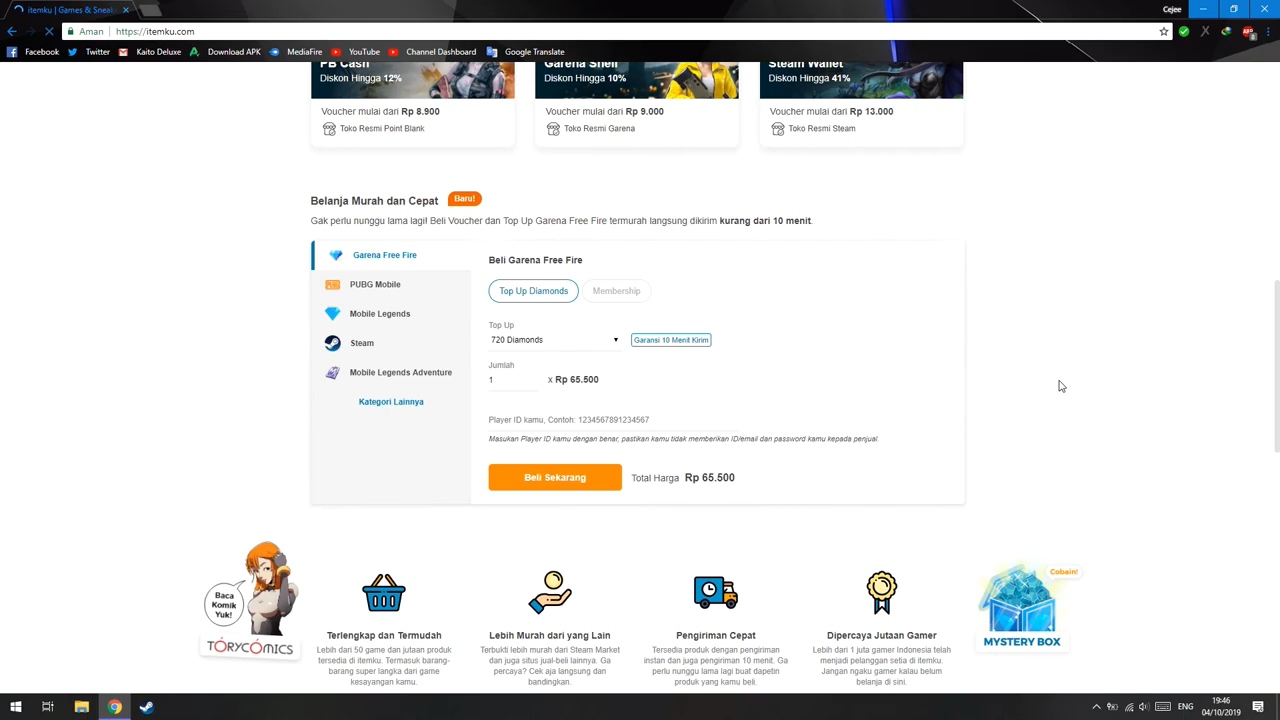 itemku | Games & Sneak
Cejee
Aman
https://itemku.com
Facebook
Twitter
Kaito Deluxe
Download APK
MediaFire
YouTube
Channel Dashboard
Google Translate
PB Cash
Garena Shell
Steam Wallet
Diskon Hingga 12%
Diskon Hingga 10%
Diskon Hingga 41%
Voucher mulai dari Rp 8.900
Voucher mulai dari Rp 9.000
Voucher mulai dari Rp 13.000
Toko Resmi Point Blank
Toko Resmi Garena
Toko Resmi Steam
Belanja Murah dan Cepat
Baru!
Gak perlu nunggu lama lagi! Beli Voucher dan Top Up Garena Free Fire termurah langsung dikirim kurang dari 10 menit.
Garena Free Fire
PUBG Mobile
Mobile Legends
Steam
Mobile Legends Adventure
Kategori Lainnya
Beli Garena Free Fire
Top Up Diamonds
Membership
Top Up
720 Diamonds
Garansi 10 Menit Kirim
Jumlah
1 x Rp 65.500
Player ID kamu, Contoh: 1234567891234567
Masukan Player ID kamu dengan benar, pastikan kamu tidak memberikan ID/email dan password kamu kepada penjual.
Beli Sekarang
Total Harga Rp 65.500
Baca
Komik
Yuk!
TORYCOMICS
Terlengkap dan Termudah
Lebih dari 50 game dan jutaan produk
tersedia di itemku. Termasuk barang-
barang super langka dari game
kesayangan kamu.
Lebih Murah dari yang Lain
Terbukti lebih murah dari Steam Market
dan juga situs jual-beli lainnya. Ga
percaya? Cek aja langsung dan
bandingkan.
Pengiriman Cepat
Tersedia produk dengan pengiriman
instan dan juga pengiriman 10 menit. Ga
perlu nunggu lama lagi buat dapetin
produk yang kamu beli.
Dipercaya Jutaan Gamer
Lebih dari 1 juta gamer Indonesia telah
menjadi pelanggan setia di itemku.
Jangan ngaku gamer kalau belum
belanja di sini.
Cobain!
MYSTERY BOX
ENG
19:46
04/10/2019